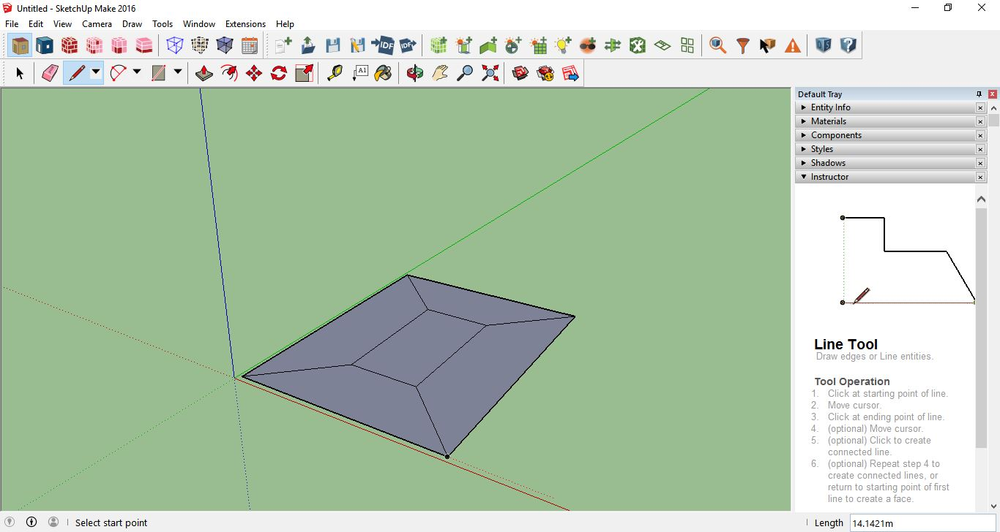 Untitled - SketchUp Make 2016
File Edit View Camera Draw Tools Window Extensions Help
IDF IDF
A1
Default Tray
Entity Info
Materials
Components
Styles
Shadows
Instructor
Line Tool
Draw edges or Line entities.
Tool Operation
1. Click at starting point of line.
2. Move cursor.
3. Click at ending point of line.
4. (optional) Move cursor.
5. (optional) Click to create
connected line.
6. (optional) Repeat step 4 to
create connected lines, or
return to starting point of first
line to create a face.
Select start point
Length 14.1421m